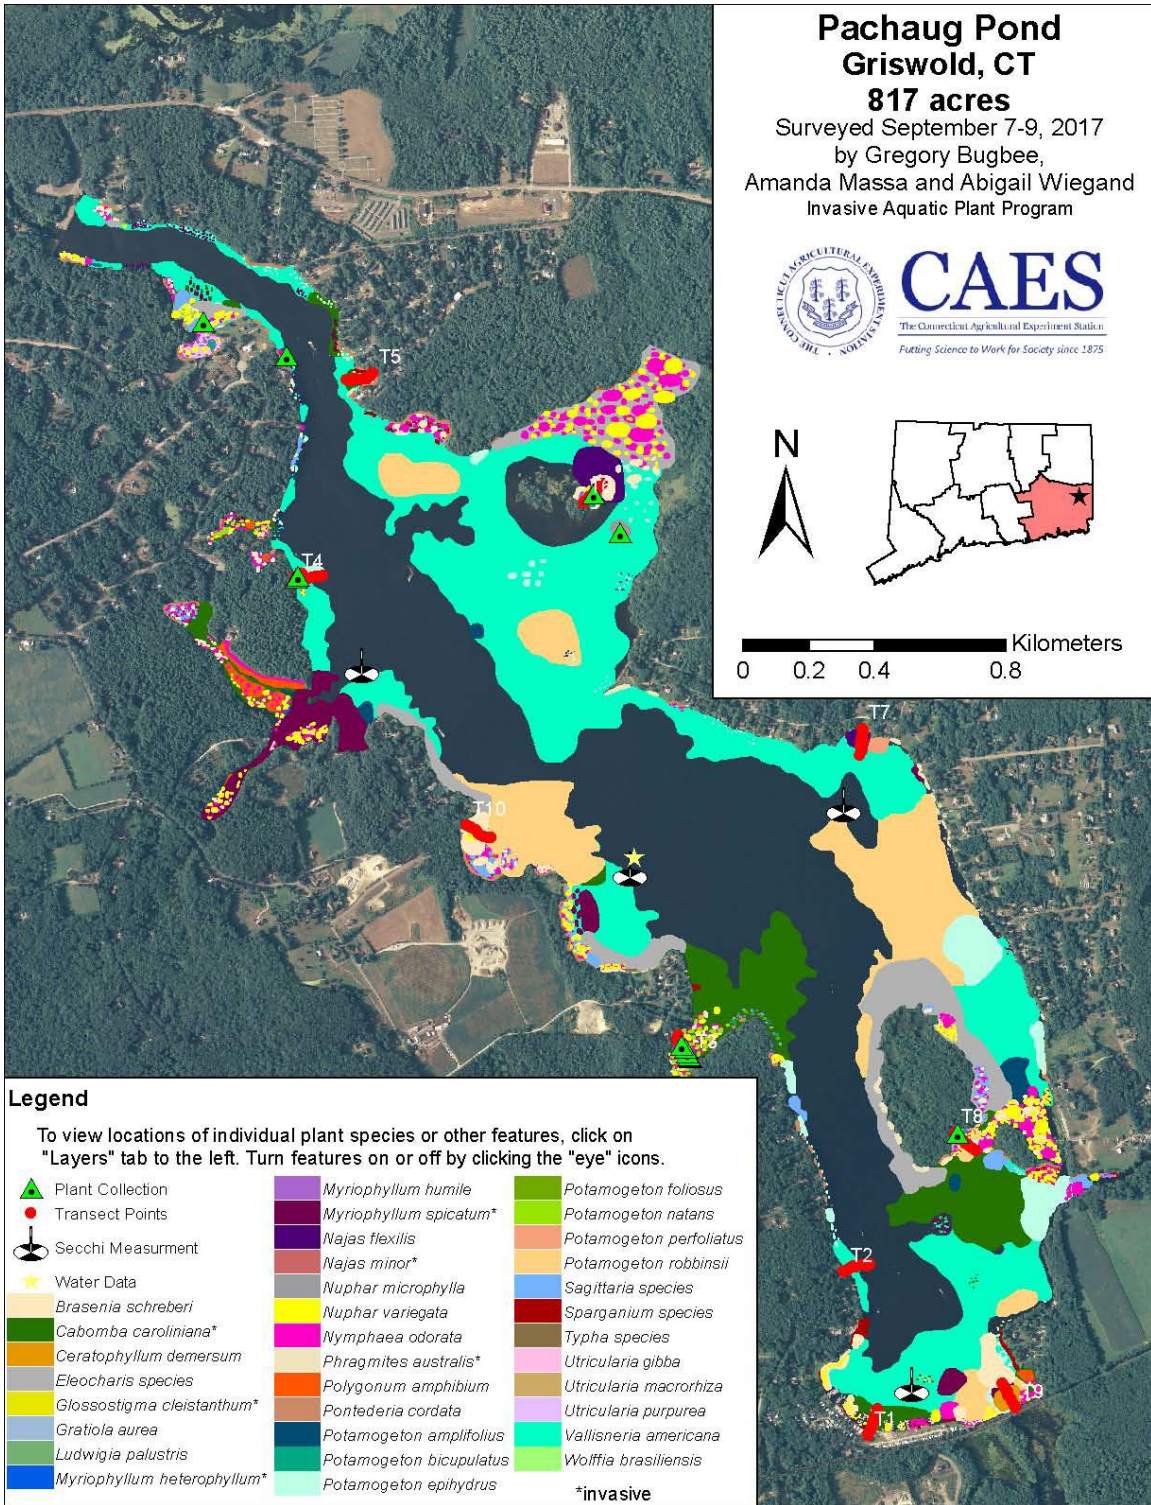 Pachaug Pond
Griswold, CT
817 acres
Surveyed September 7-9, 2017
by Gregory Bugbee,
Amanda Massa and Abigail Wiegand
Invasive Aquatic Plant Program
THE CONNECTICUT AGRICULTURAL EXPERIMENT STATION
CAES
The Connecticut Agricultural Experiment Station
Putting Science to Work for Society since 1875
N
Kilometers
0 0.2 0.4 0.8
T5
T4
T7
T10
T8
T2
T1
Legend
To view locations of individual plant species or other features, click on
"Layers" tab to the left. Turn features on or off by clicking the "eye" icons.
Plant Collection
Transect Points
Secchi Measurment
Water Data
Brasenia schreberi
Cabomba caroliniana*
Ceratophyllum demersum
Eleocharis species
Glossostigma cleistanthum*
Gratiola aurea
Ludwigia palustris
Myriophyllum heterophyllum*
Myriophyllum humile
Myriophyllum spicatum*
Najas flexilis
Najas minor*
Nuphar microphylla
Nuphar variegata
Nymphaea odorata
Phragmites australis*
Polygonum amphibium
Pontederia cordata
Potamogeton amplifolius
Potamogeton bicupulatus
Potamogeton epihydrus
Potamogeton foliosus
Potamogeton natans
Potamogeton perfoliatus
Potamogeton robbinsii
Sagittaria species
Sparganium species
Typha species
Utricularia gibba
Utricularia macrorhiza
Utricularia purpurea
Vallisneria americana
Wolffia brasiliensis
*invasive